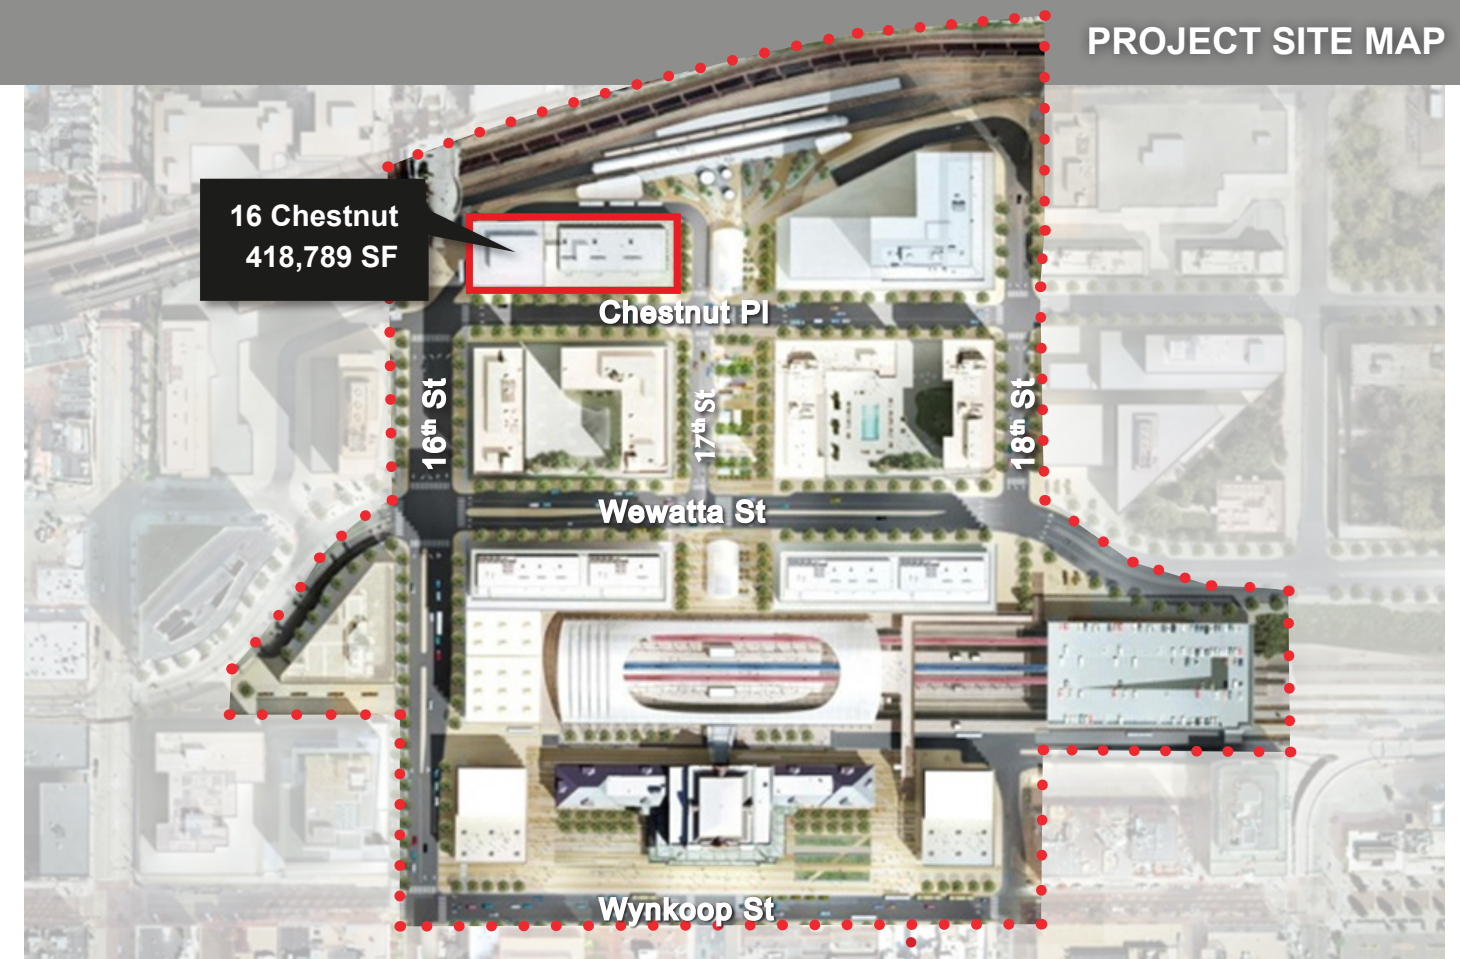 PROJECT SITE MAP
16 Chestnut
418,789 SF
Chestnut Pl
16th St
17th St
18th St
Wewatta St
Wynkoop St